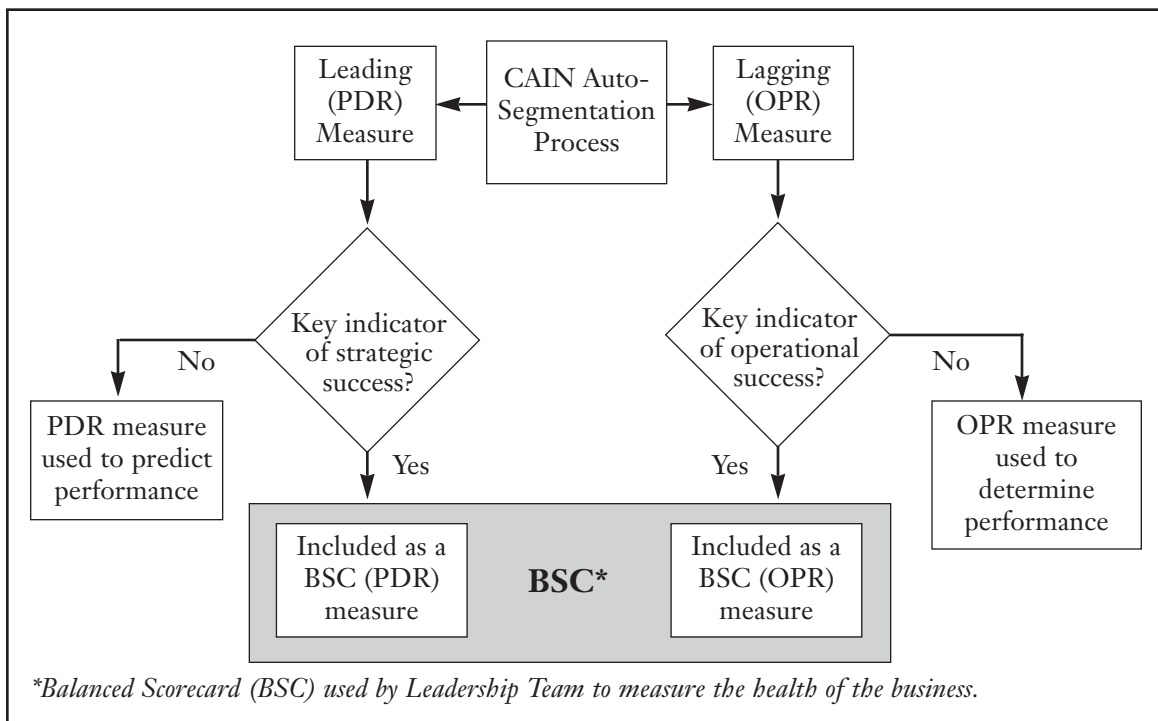 Leading
(PDR)
Measure
CAIN Auto-
Segmentation
Process
Lagging
(OPR)
Measure
Key indicator
of strategic
success?
Key indicator
of operational
success?
No
No
PDR measure
used to predict
performance
Yes
Yes
OPR measure
used to
determine
performance
Included as a
BSC (PDR)
measure
BSC*
Included as a
BSC (OPR)
measure
*Balanced Scorecard (BSC) used by Leadership Team to measure the health of the business.